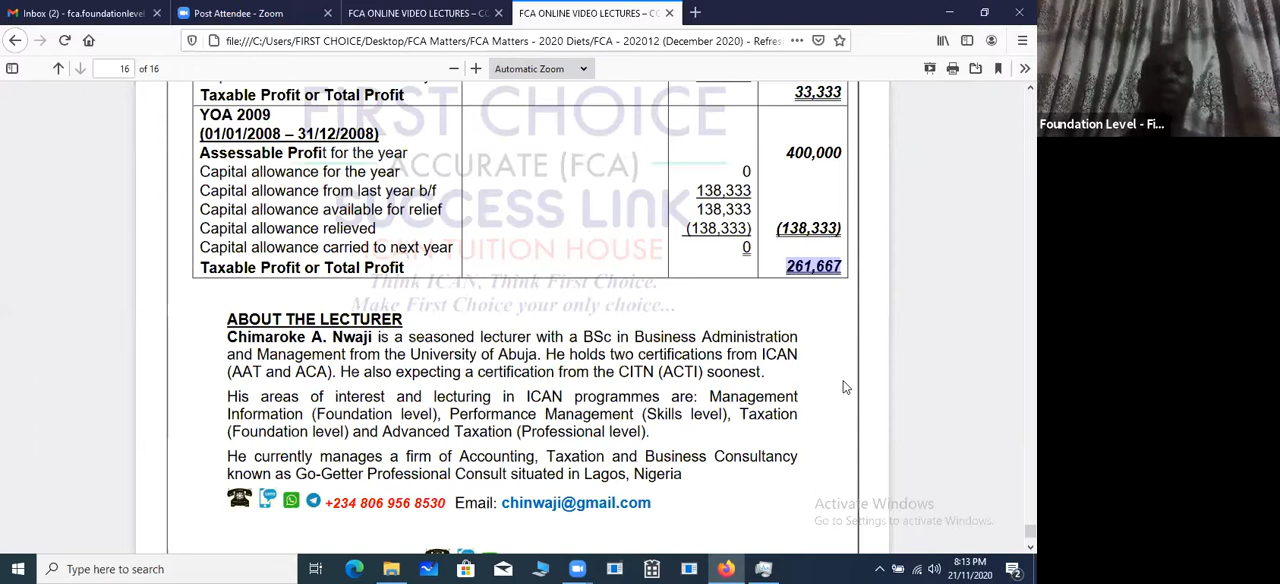 Inbox (2) - fca.foundationlevel
Post Attendee - Zoom
FCA ONLINE VIDEO LECTURES – CC
FCA ONLINE VIDEO LECTURES – CC
file:///C:/Users/FIRST CHOICE/Desktop/FCA Matters/FCA Matters - 2020 Diets/FCA - 202012 (December 2020) - Refres
16 of 16
Automatic Zoom
Foundation Level - Fi...
Taxable Profit or Total Profit 33,333
YOA 2009
(01/01/2008 – 31/12/2008)
Assessable Profit for the year 400,000
Capital allowance for the year 0
Capital allowance from last year b/f 138,333
Capital allowance available for relief 138,333
Capital allowance relieved (138,333) (138,333)
Capital allowance carried to next year 0
Taxable Profit or Total Profit 261,667
FIRST CHOICE
ACCURATE (FCA)
SUCCESS LINK
ICAN TUITION HOUSE
Think ICAN, Think First Choice.
Make First Choice your only choice...
ABOUT THE LECTURER
Chimaroke A. Nwaji is a seasoned lecturer with a BSc in Business Administration
and Management from the University of Abuja. He holds two certifications from ICAN
(AAT and ACA). He also expecting a certification from the CITN (ACTI) soonest.
His areas of interest and lecturing in ICAN programmes are: Management
Information (Foundation level), Performance Management (Skills level), Taxation
(Foundation level) and Advanced Taxation (Professional level).
He currently manages a firm of Accounting, Taxation and Business Consultancy
known as Go-Getter Professional Consult situated in Lagos, Nigeria
+234 806 956 8530 Email: chinwaji@gmail.com
Activate Windows
Go to Settings to activate Windows.
Type here to search
8:13 PM
21/11/2020
2